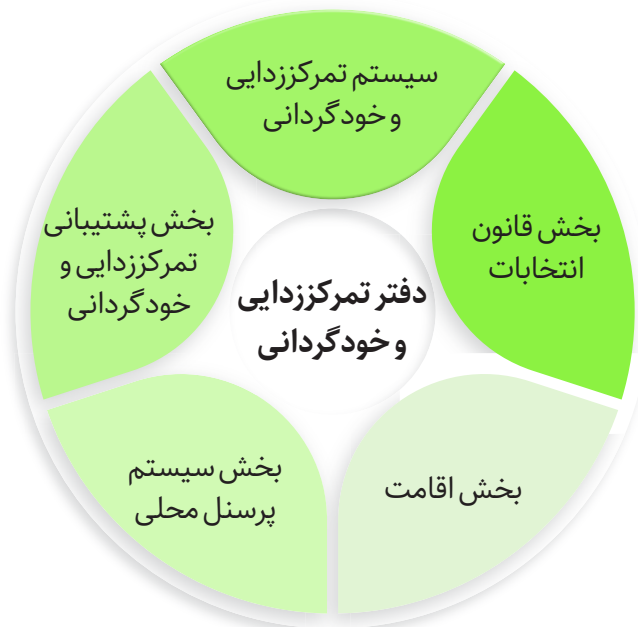 سیستم تمرکززدایی
و خودگردانی
بخش قانون
انتخابات
بخش پشتیبانی
تمرکززدایی و
خودگردانی
دفتر تمرکززدایی
و خودگردانی
بخش اقامت
بخش سیستم
پرسنل محلی